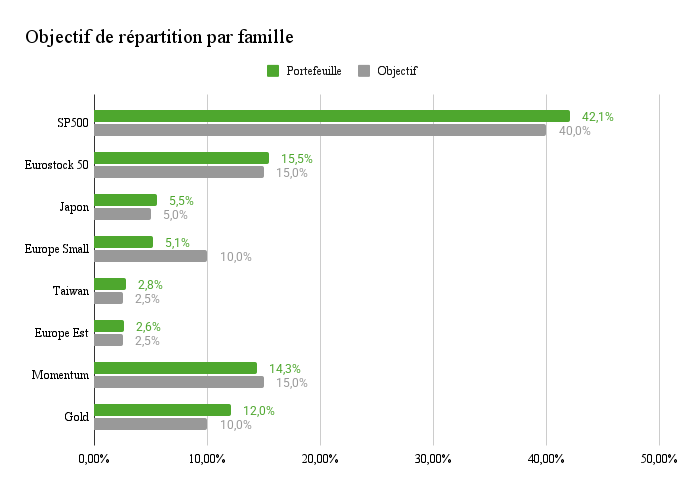 Objectif de répartition par famille
Portefeuille Objectif
SP500 42,1%
40,0%
Eurostock 50 15,5%
15,0%
Japon 5,5%
5,0%
Europe Small 5,1%
10,0%
Taiwan 2,8%
2,5%
Europe Est 2,6%
2,5%
Momentum 14,3%
15,0%
Gold 12,0%
10,0%
0,00% 10,00% 20,00% 30,00% 40,00% 50,00%